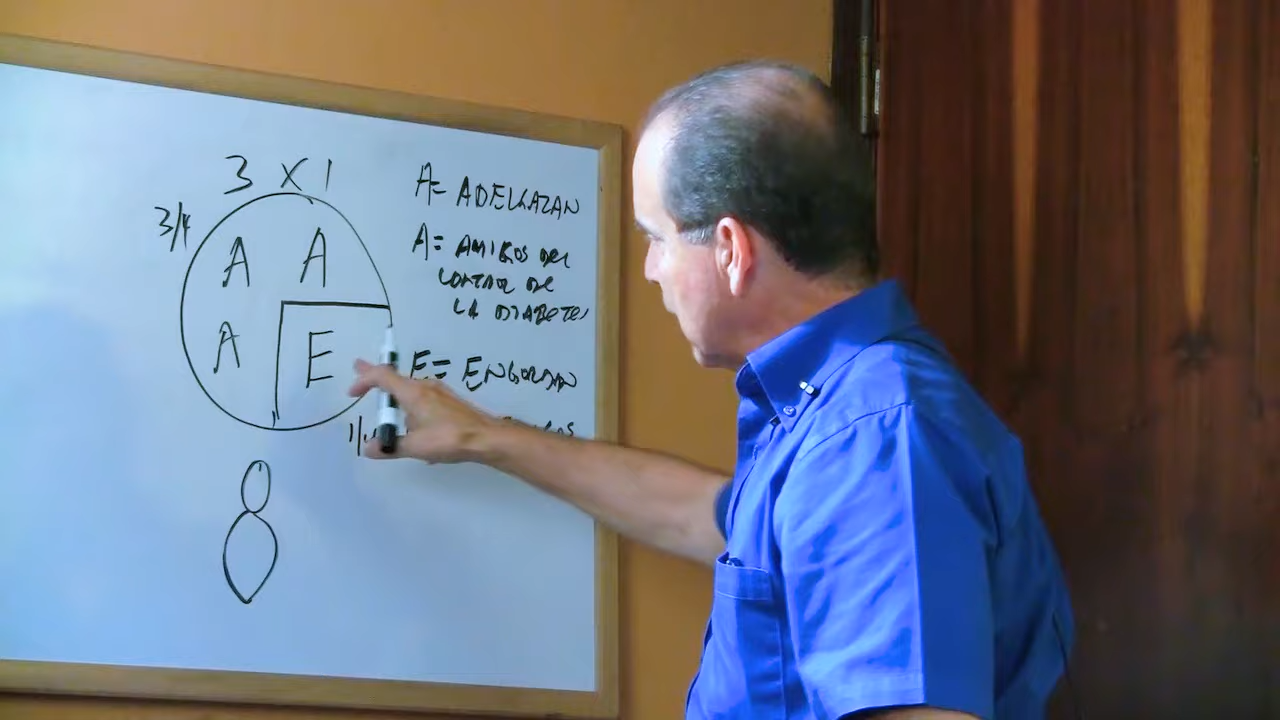 3 X 1
3/4
A A
A E
A= ADELGAZAN
A= AMIGOS DEL
CONTROL DE
LA DIABETES
E= ENGORDAN
8